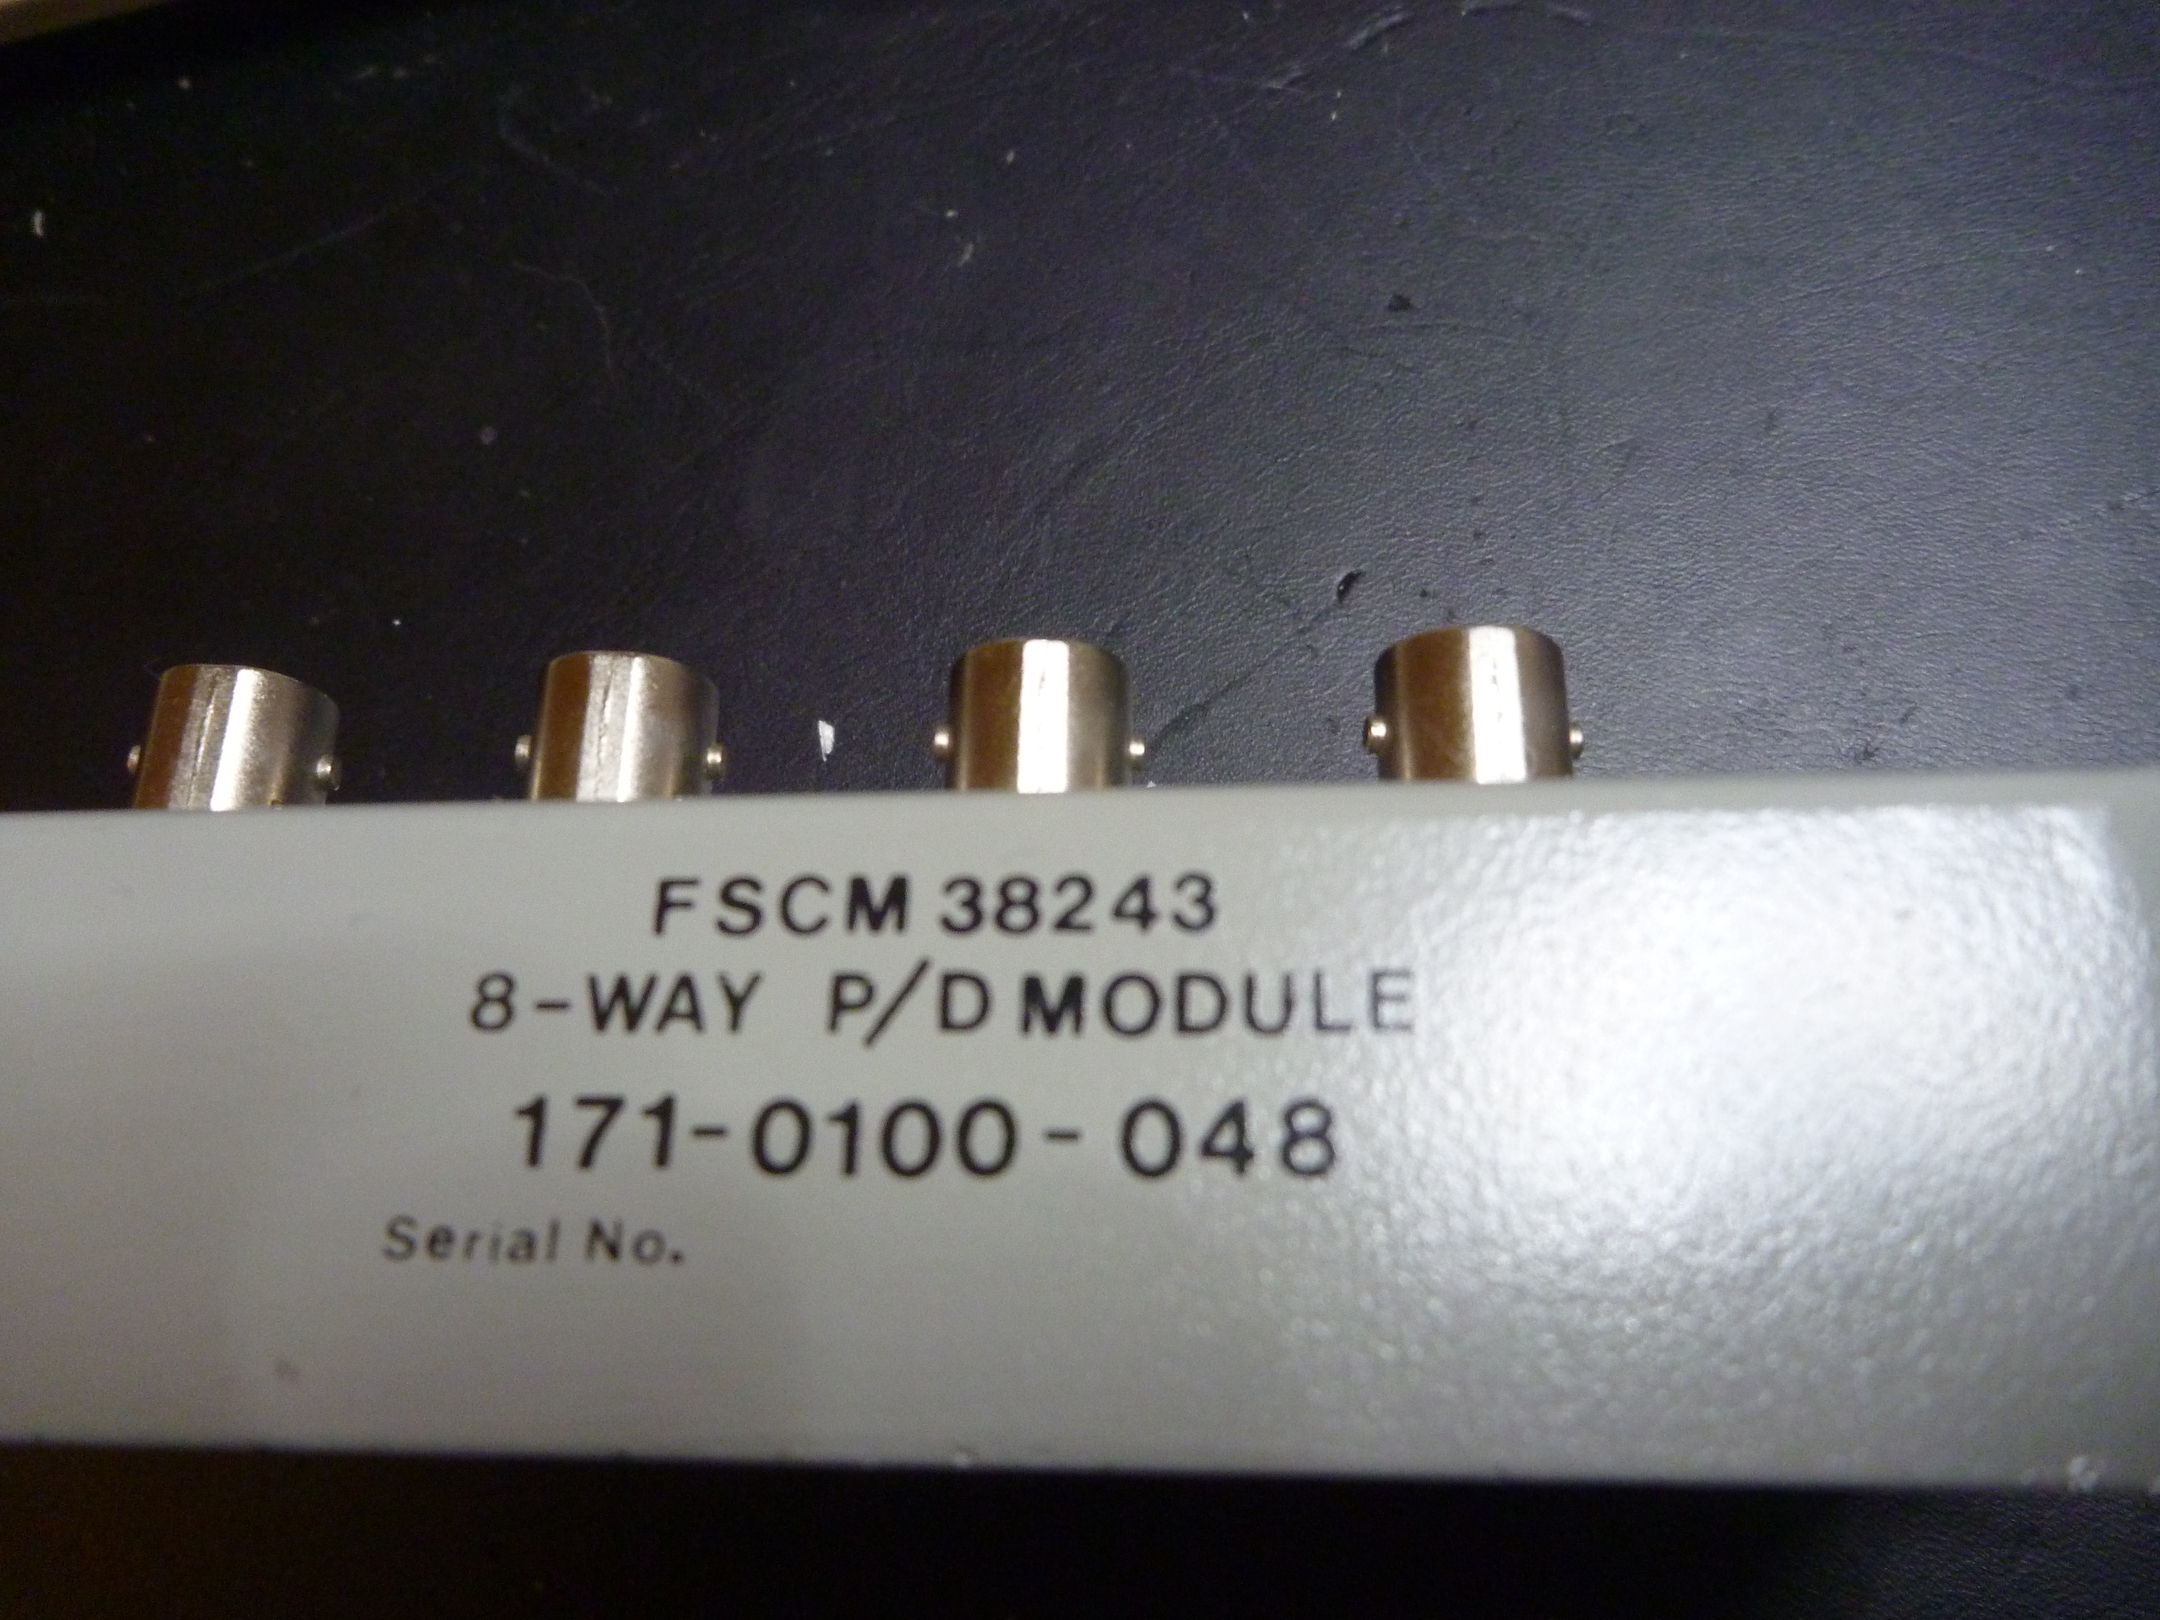 FSCM 38243
8-WAY P/D MODULE
171-0100-048
Serial No.